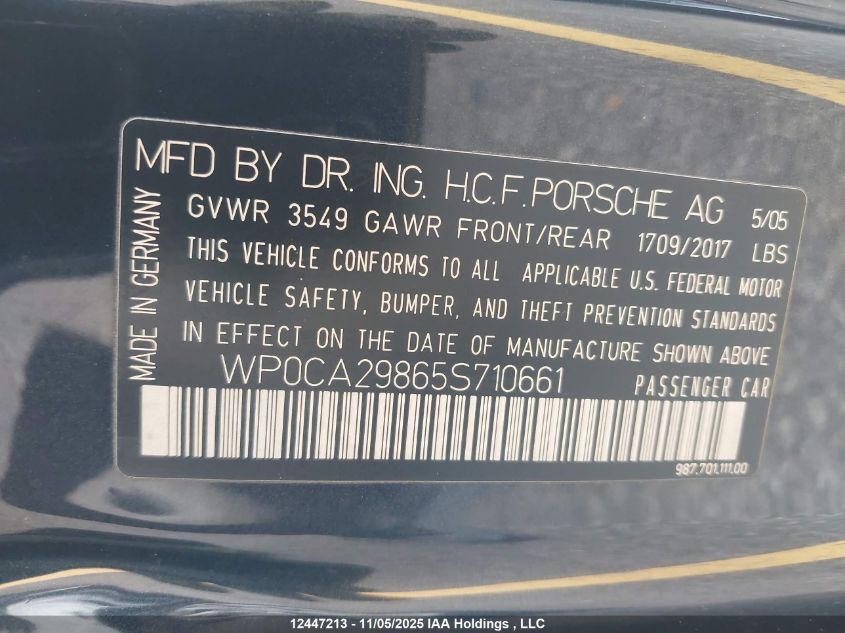 MFD BY DR. ING. H.C.F. PORSCHE AG 5/05
GVWR 3549 GAWR FRONT/REAR 1709/2017 LBS
THIS VEHICLE CONFORMS TO ALL APPLICABLE U.S. FEDERAL MOTOR
VEHICLE SAFETY, BUMPER, AND THEFT PREVENTION STANDARDS
IN EFFECT ON THE DATE OF MANUFACTURE SHOWN ABOVE
WP0CA29865S710661 PASSENGER CAR
MADE IN GERMANY
987.701.111.00
12447213 - 11/05/2025 IAA Holdings , LLC